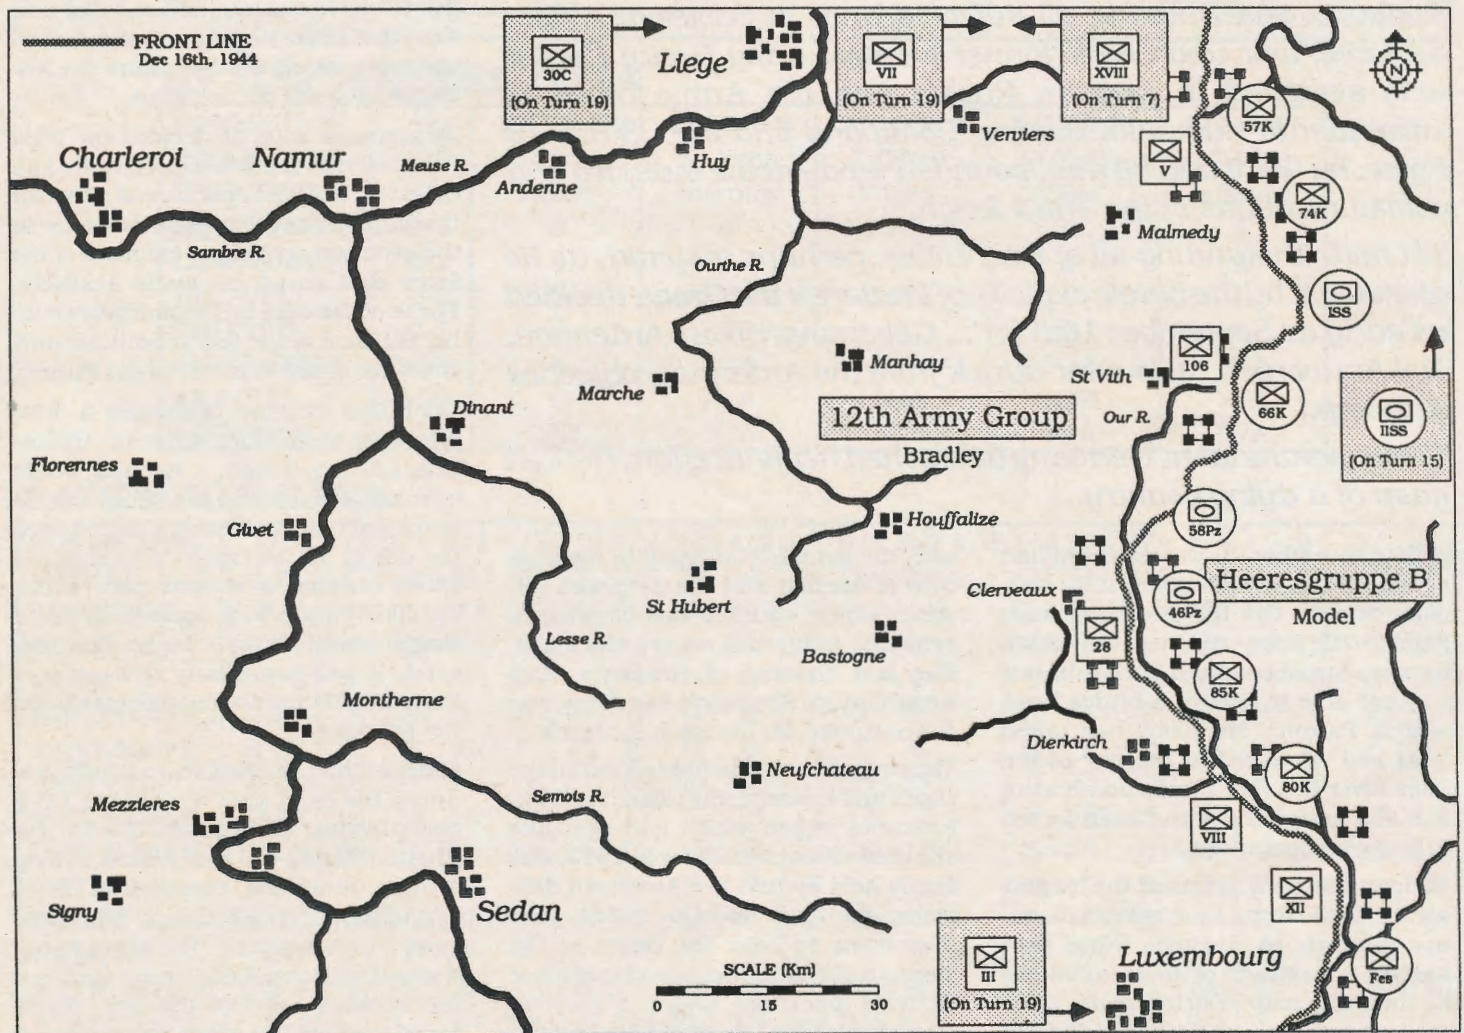 FRONT LINE
Dec 16th, 1944
30C
(On Turn 19)
Liege
VII
(On Turn 19)
XVIII
(On Turn 7)
N
Verviers
57K
Charleroi
Namur
Meuse R.
Andenne
Huy
V
74K
Malmedy
Sambre R.
Ourthe R.
ISS
Manhay
106
St Vith
Marche
66K
Dinant
12th Army Group
Bradley
Our R.
IISS
(On Turn 15)
Florennes
Givet
Houffalize
58Pz
Heeresgruppe B
Model
St Hubert
Clerveaux
46Pz
Lesse R.
Bastogne
28
85K
Montherme
Dierkirch
Neufchateau
80K
Mezzieres
Semois R.
VIII
XII
Signy
Sedan
SCALE (Km)
0 15 30
III
(On Turn 19)
Luxembourg
Fes